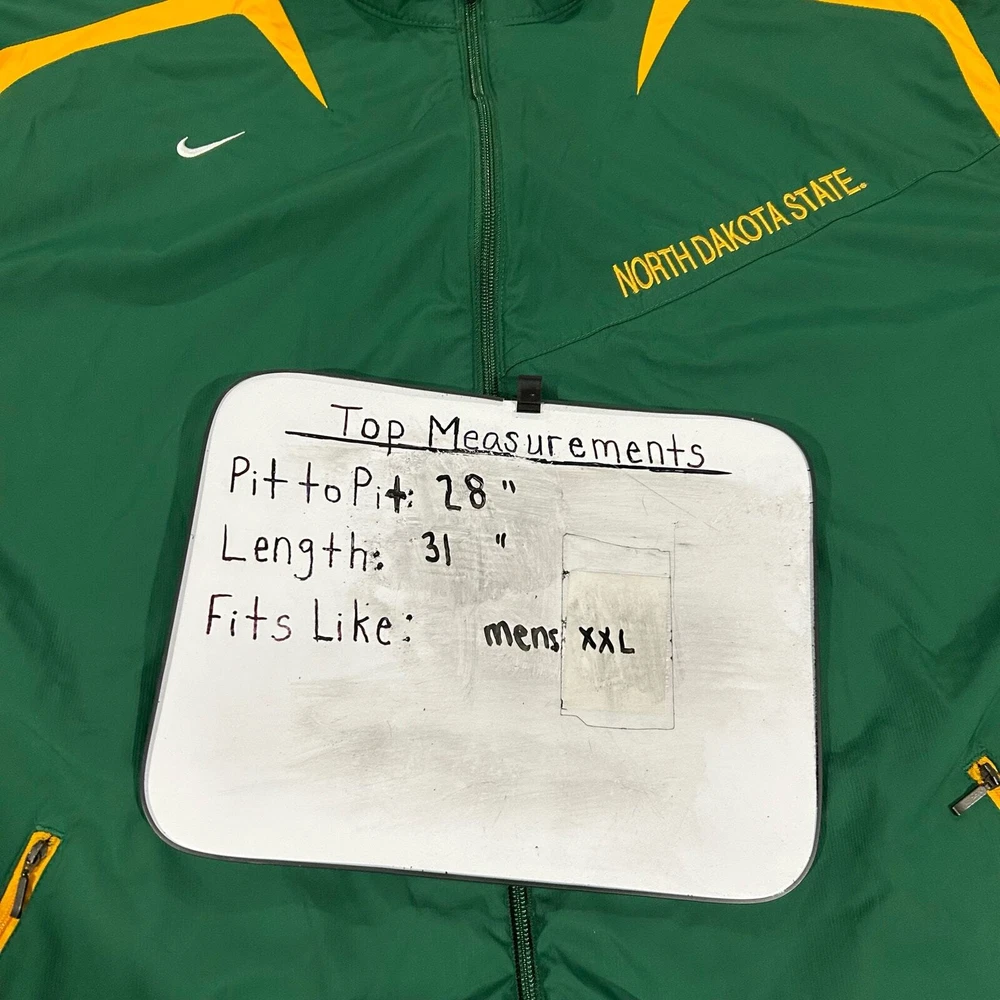 NORTH DAKOTA STATE.
Top Measurements
Pit to Pit: 28 "
Length: 31 "
Fits Like: mens XXL